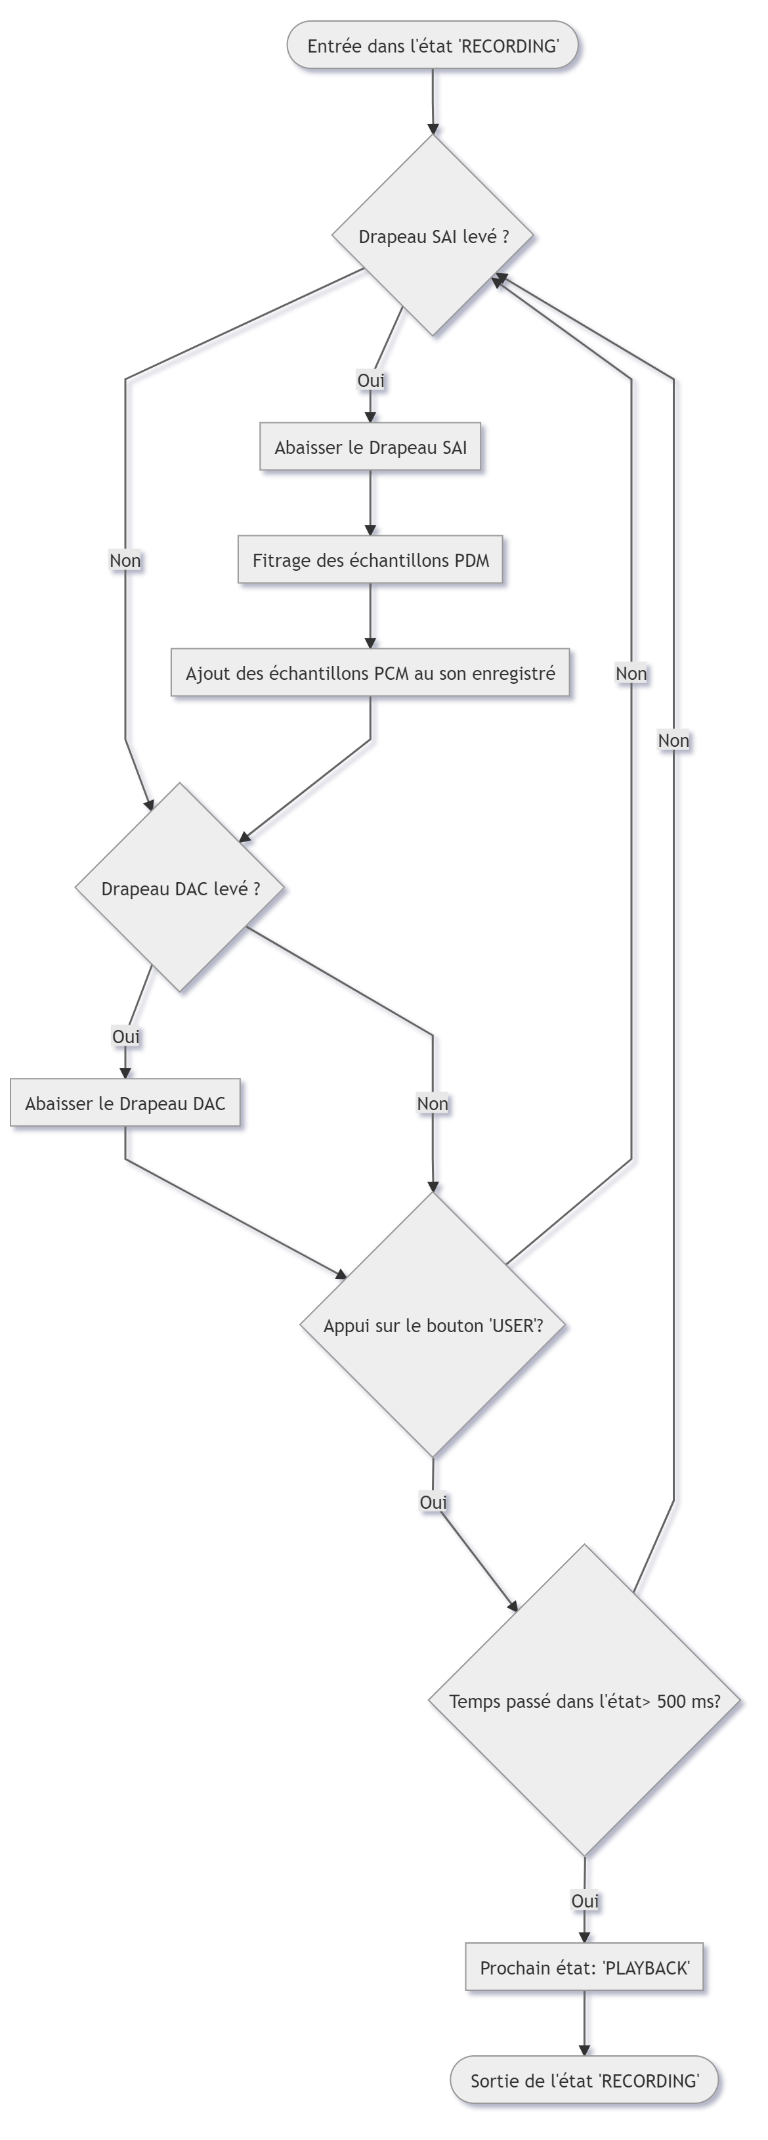 Entrée dans l'état 'RECORDING'
Drapeau SAI levé ?
Oui
Abaisser le Drapeau SAI
Non
Fitrage des échantillons PDM
Ajout des échantillons PCM au son enregistré
Non
Non
Drapeau DAC levé ?
Oui
Abaisser le Drapeau DAC
Non
Appui sur le bouton 'USER'?
Oui
Temps passé dans l'état> 500 ms?
Oui
Prochain état: 'PLAYBACK'
Sortie de l'état 'RECORDING'